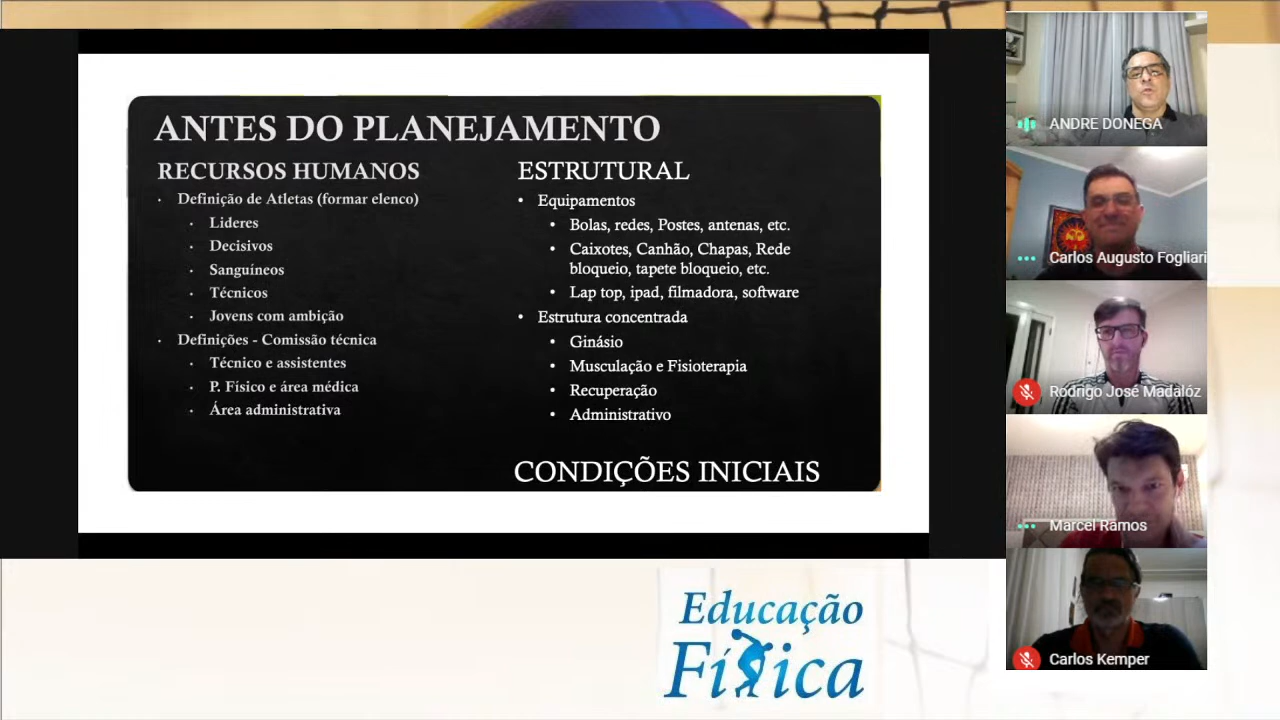 ANTES DO PLANEJAMENTO
RECURSOS HUMANOS
Definição de Atletas (formar elenco)
Lideres
Decisivos
Sanguíneos
Técnicos
Jovens com ambição
Definições - Comissão técnica
Técnico e assistentes
P. Físico e área médica
Área administrativa
ESTRUTURAL
Equipamentos
Bolas, redes, Postes, antenas, etc.
Caixotes, Canhão, Chapas, Rede
bloqueio, tapete bloqueio, etc.
Lap top, ipad, filmadora, software
Estrutura concentrada
Ginásio
Musculação e Fisioterapia
Recuperação
Administrativo
CONDIÇÕES INICIAIS
ANDRE DONEGA
Carlos Augusto Fogliari
Rodrigo José Madalóz
Marcel Ramos
Carlos Kemper
Educação
Física